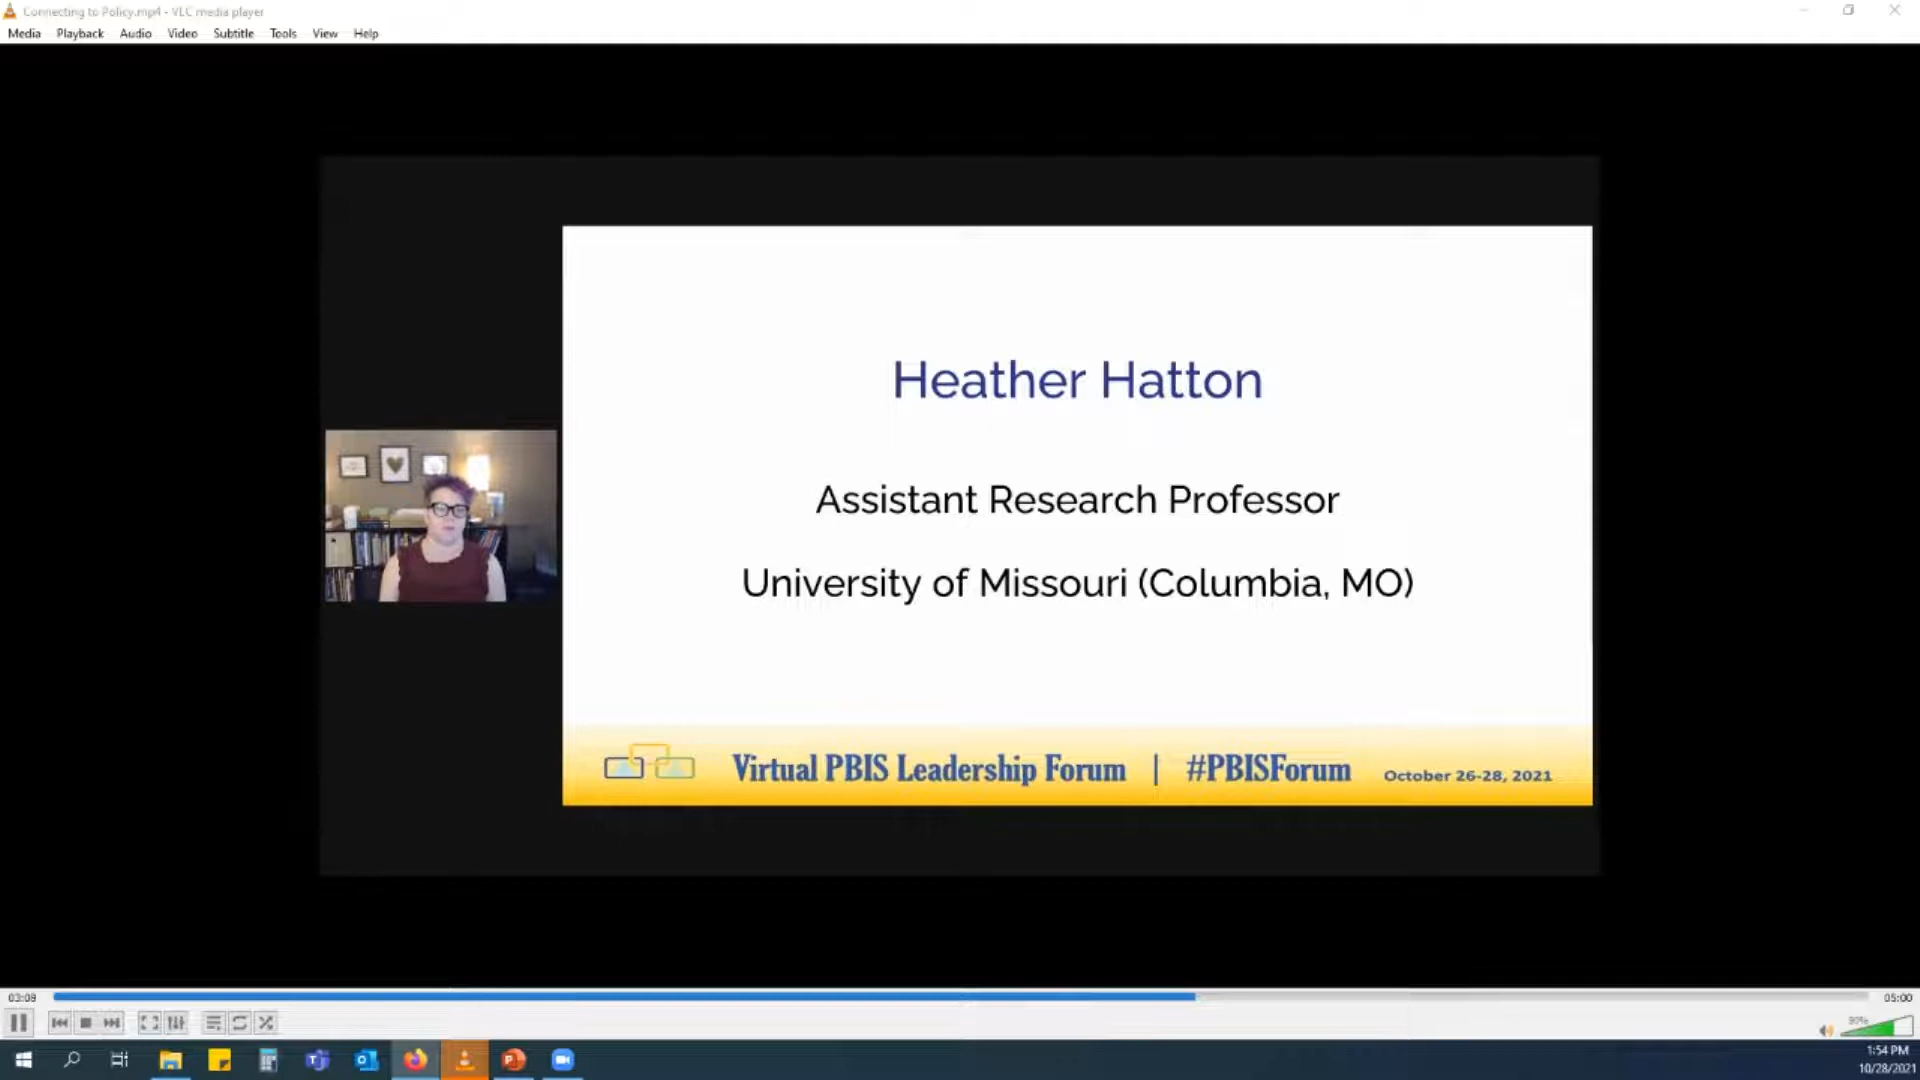 Connecting to Policy.mp4 - VLC media player
Media Playback Audio Video Subtitle Tools View Help
Heather Hatton
Assistant Research Professor
University of Missouri (Columbia, MO)
Virtual PBIS Leadership Forum | #PBISForum October 26-28, 2021
03:09 05:00
90%
1:54 PM
10/28/2021